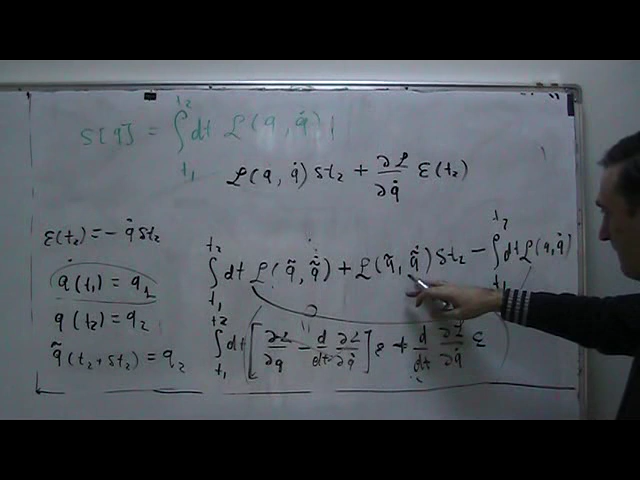 S[q] = ∫_{t₁}^{t₂} dt ℒ(q, q̇)
ℒ(q, q̇) δt₂ + ∂ℒ/∂q̇ ε(t₂)
ε(t₂) = − q̇ δt₂
∫_{t₁}^{t₂} dt ℒ(q̃, q̃̇) + ℒ(q̃, q̃̇) δt₂ − ∫_{t₁}^{t₂} dt ℒ(q, q̇)
q(t₁) = q₁
q(t₂) = q₂
∫_{t₁}^{t₂} dt [∂ℒ/∂q − d/dt ∂ℒ/∂q̇] ε + d/dt ∂ℒ/∂q̇ ε
q̃(t₂+δt₂) = q₂